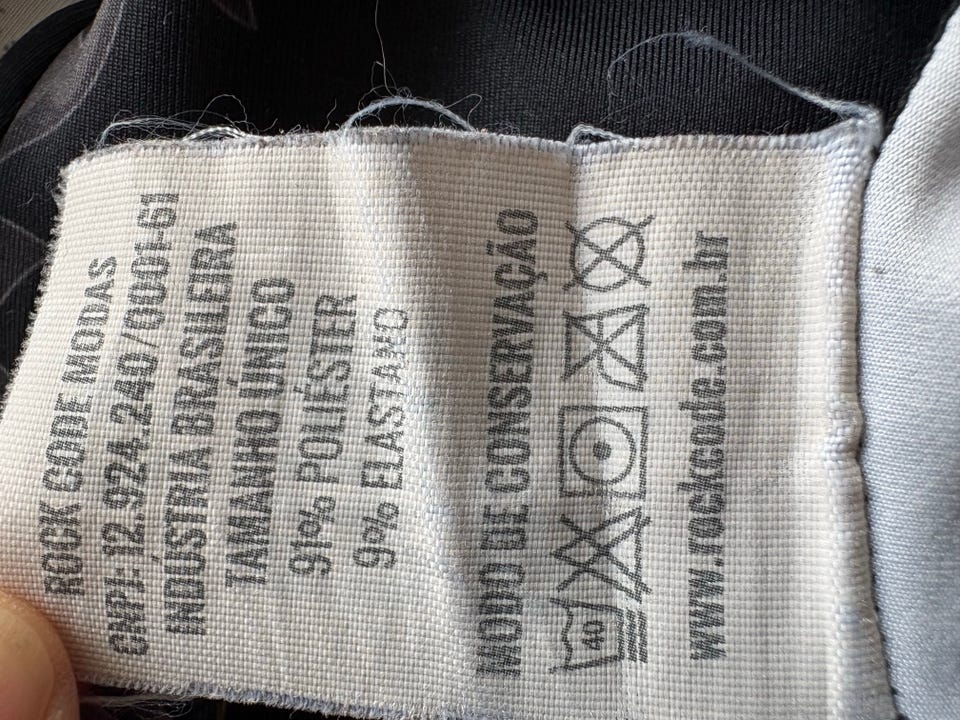 ROCK CODE MODAS
CNPJ: 12.924.240/0001-61
INDÚSTRIA BRASILEIRA
TAMANHO ÚNICO
91% POLIÉSTER
9% ELASTANO
MODO DE CONSERVAÇÃO
40
www.rockcode.com.br